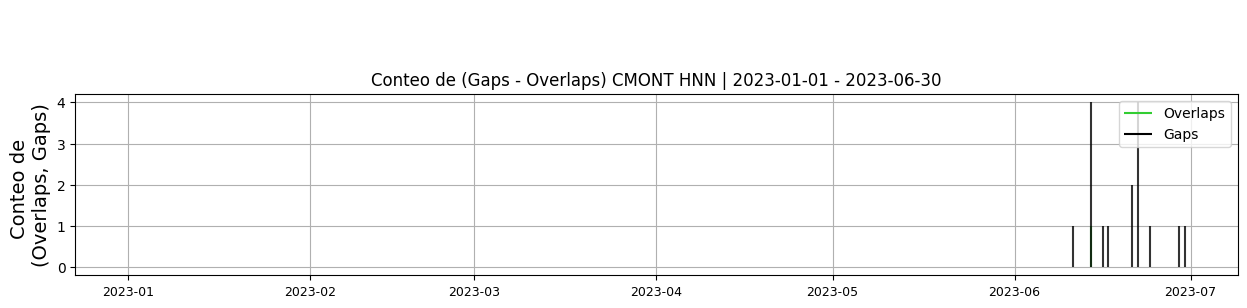 Conteo de (Gaps - Overlaps) CMONT HNN | 2023-01-01 - 2023-06-30
Conteo de
(Overlaps, Gaps)
4
3
2
1
0
Overlaps
Gaps
2023-01 2023-02 2023-03 2023-04 2023-05 2023-06 2023-07